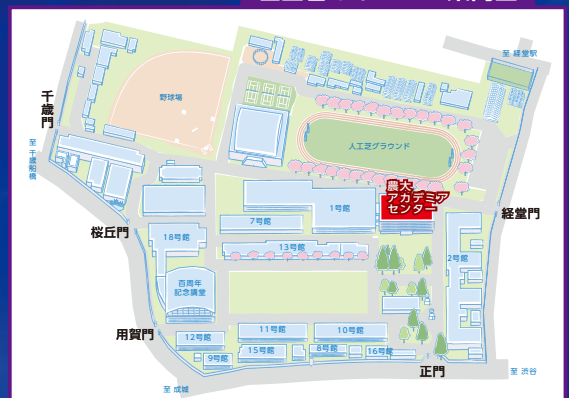 至 経堂駅
千歳門
野球場
至 千歳船橋
人工芝グラウンド
農大
アカデミア
センター
1号館
7号館
経堂門
桜丘門
18号館
13号館
2号館
百周年
記念講堂
用賀門
12号館
11号館
10号館
9号館
15号館
8号館
16号館
正門
至 渋谷
至 成城